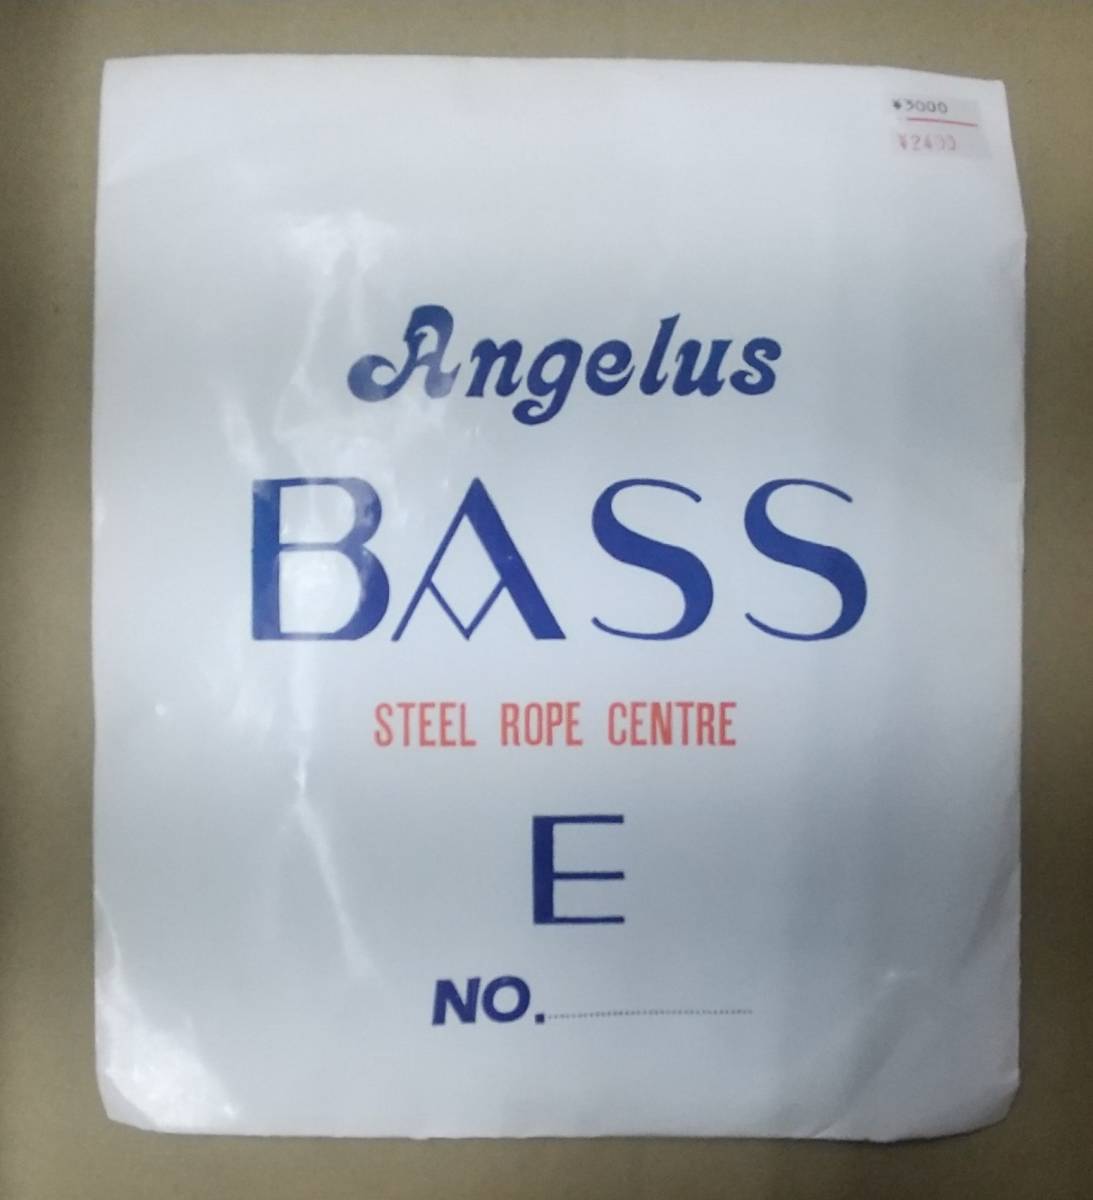 ¥3000
¥2400
Angelus
BASS
STEEL ROPE CENTRE
E
NO.